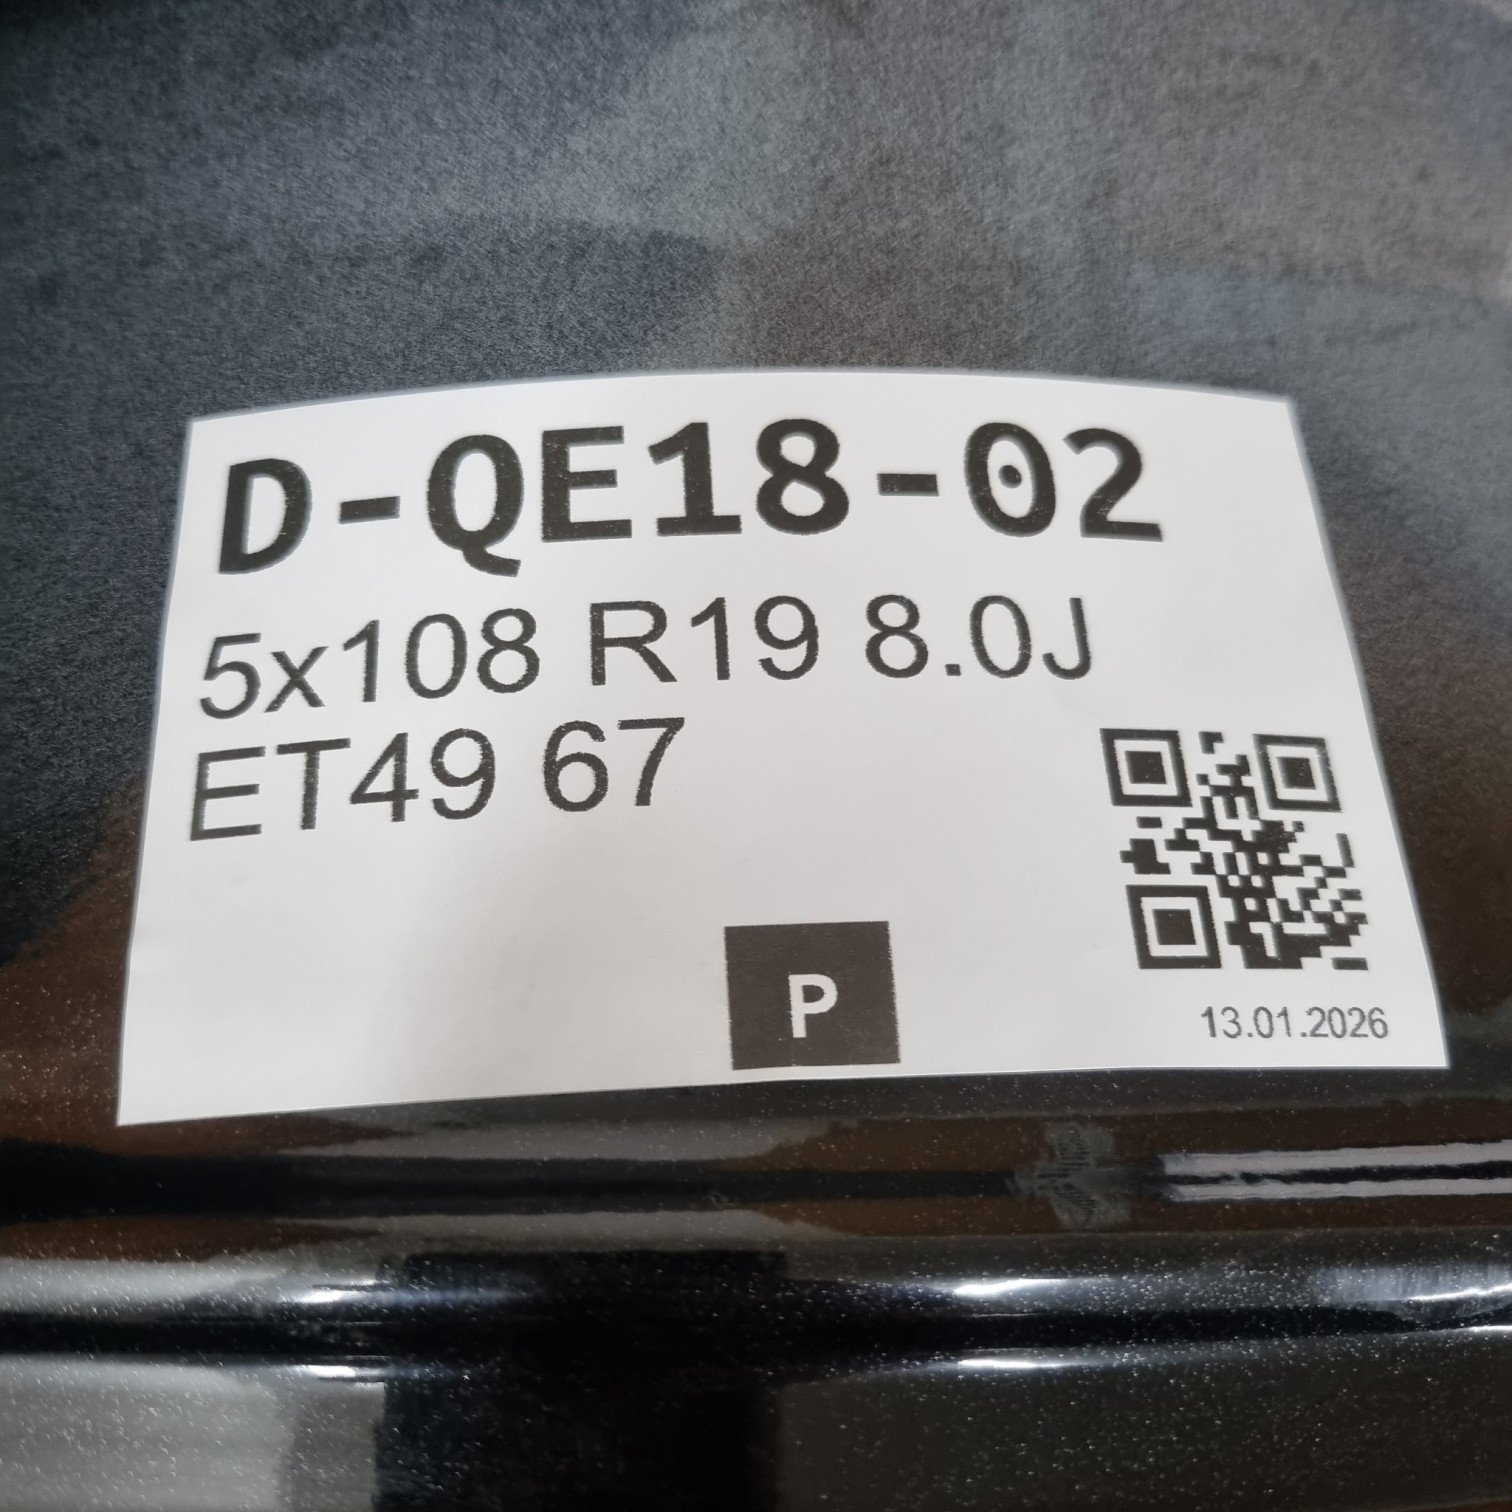 D-QE18-02
5x108 R19 8.0J
ET49 67
P
13.01.2026